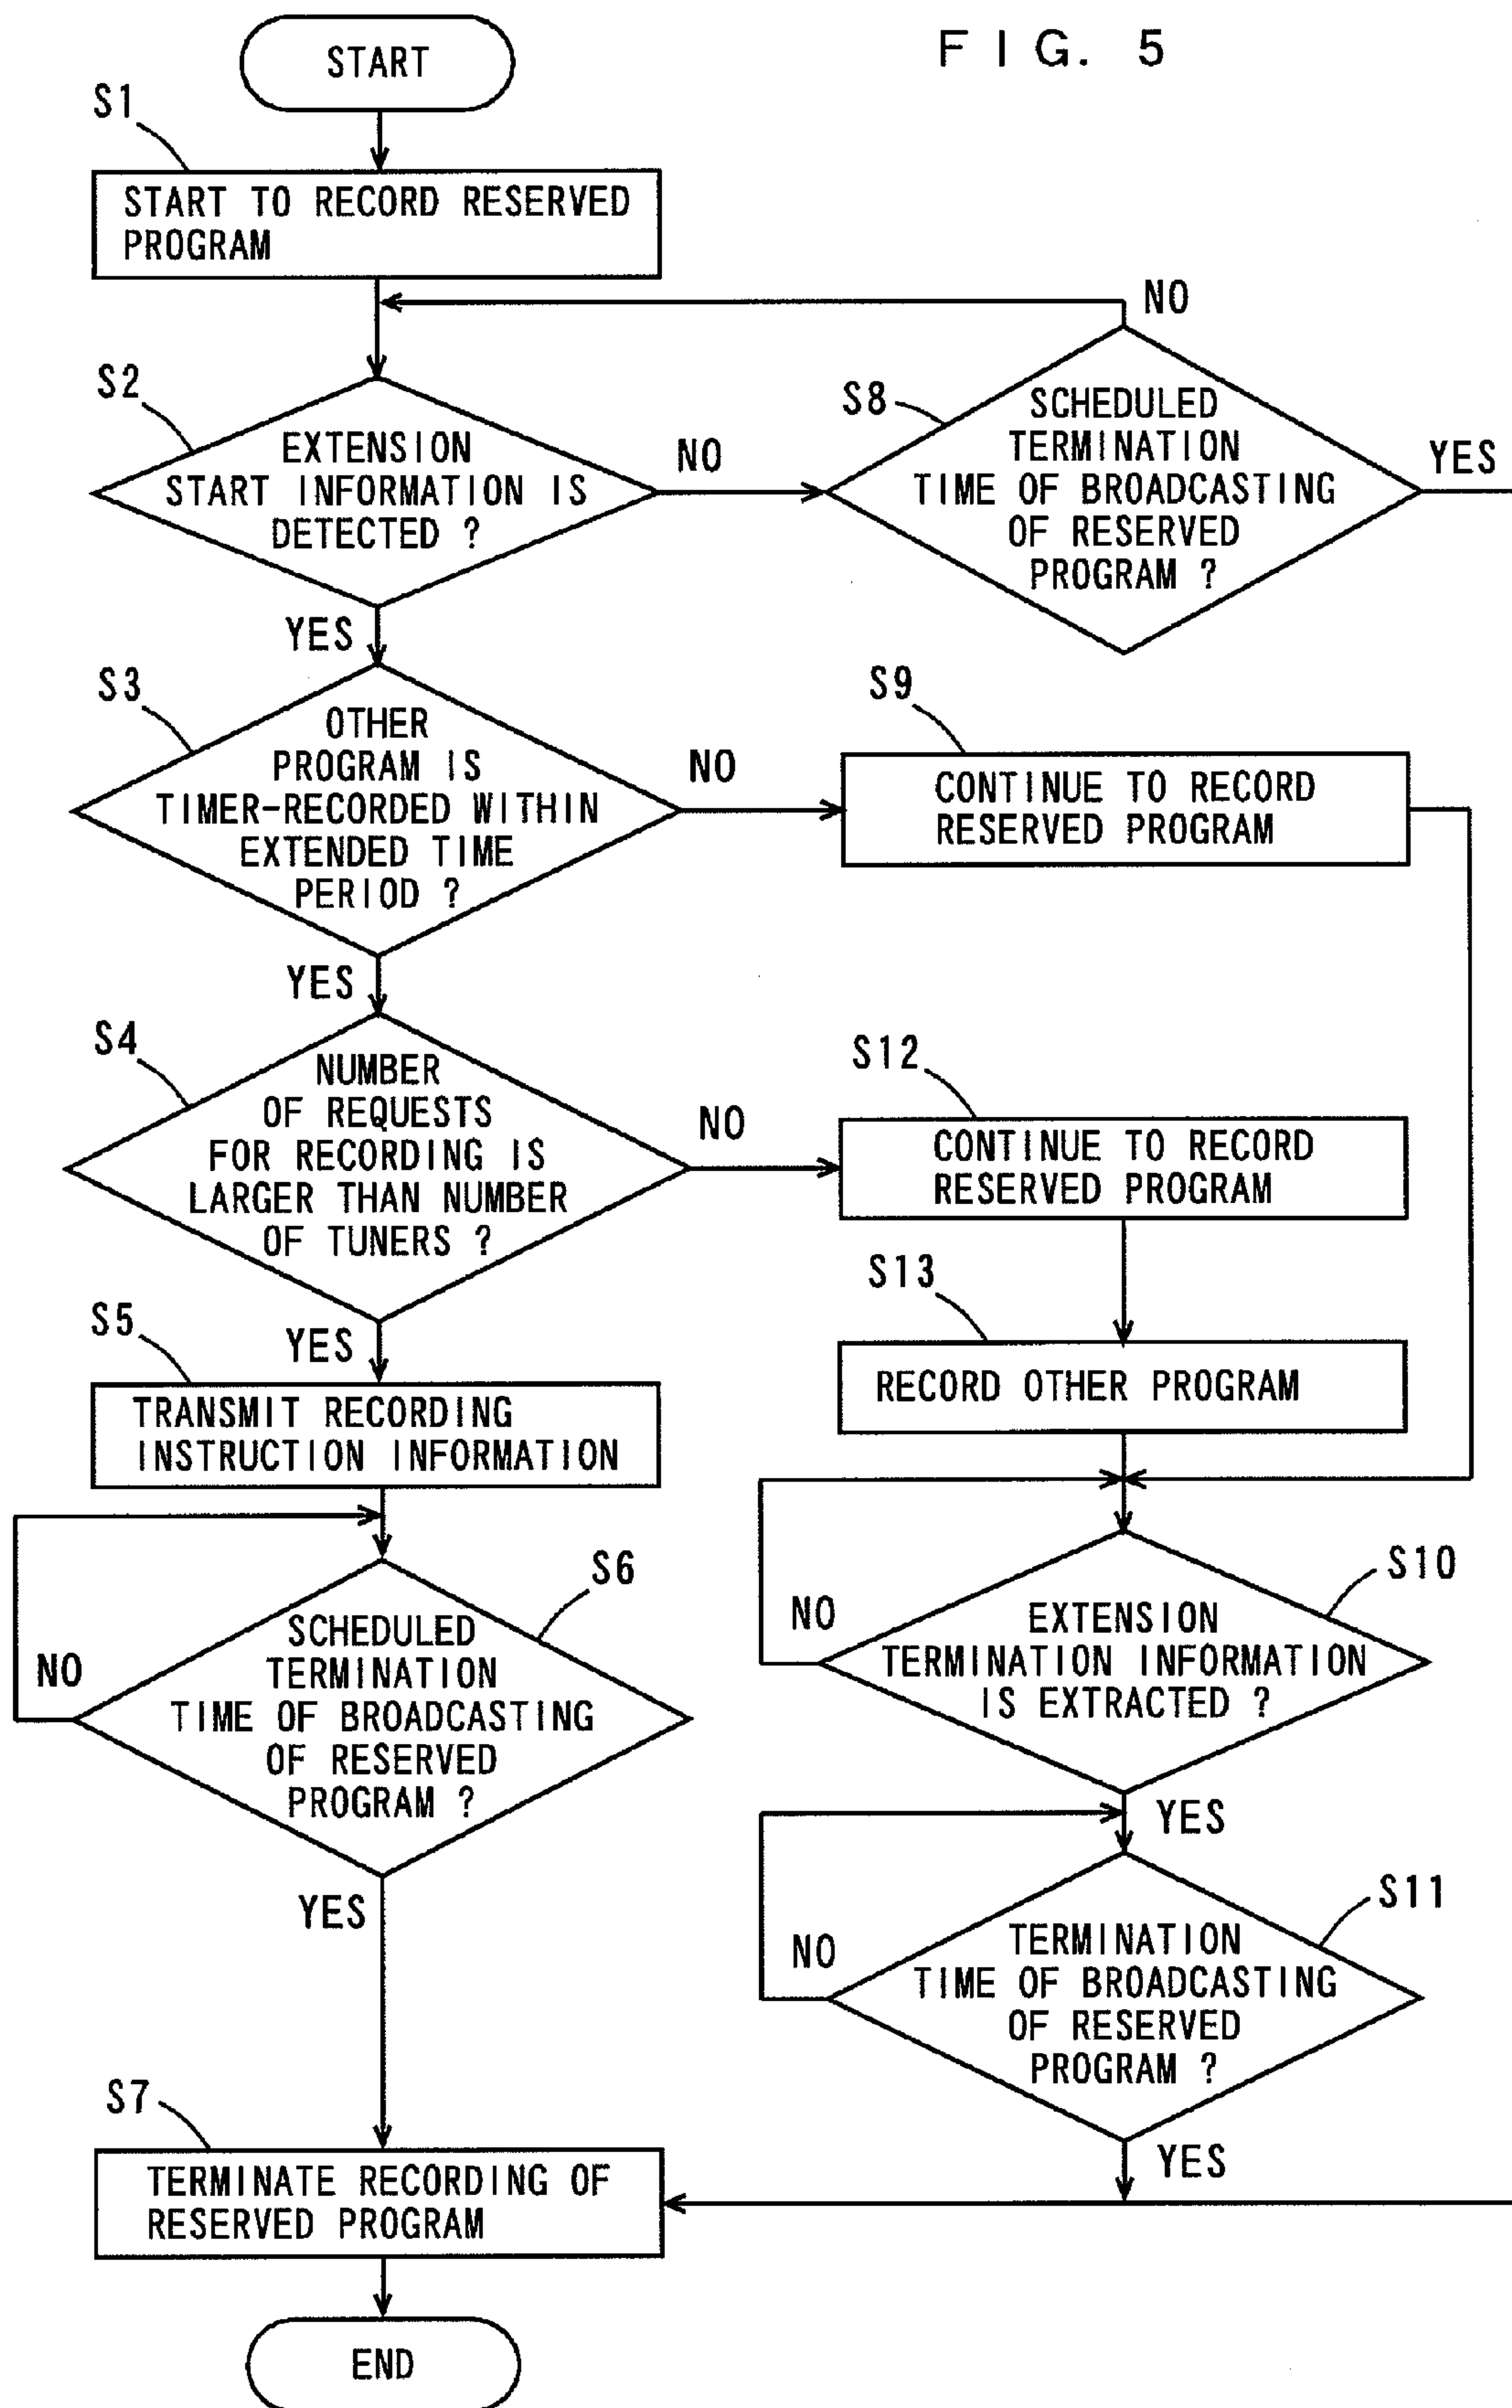 FIG. 5
START
S1
START TO RECORD RESERVED
PROGRAM
NO
S2
EXTENSION
START INFORMATION IS
DETECTED ?
NO
S8
SCHEDULED
TERMINATION
TIME OF BROADCASTING
OF RESERVED
PROGRAM ?
YES
YES
S3
OTHER
PROGRAM IS
TIMER-RECORDED WITHIN
EXTENDED TIME
PERIOD ?
NO
S9
CONTINUE TO RECORD
RESERVED PROGRAM
YES
S4
NUMBER
OF REQUESTS
FOR RECORDING IS
LARGER THAN NUMBER
OF TUNERS ?
NO
S12
CONTINUE TO RECORD
RESERVED PROGRAM
S13
RECORD OTHER PROGRAM
YES
S5
TRANSMIT RECORDING
INSTRUCTION INFORMATION
S6
SCHEDULED
TERMINATION
TIME OF BROADCASTING
OF RESERVED
PROGRAM ?
NO
YES
S10
EXTENSION
TERMINATION INFORMATION
IS EXTRACTED ?
NO
YES
S11
TERMINATION
TIME OF BROADCASTING
OF RESERVED
PROGRAM ?
NO
YES
S7
TERMINATE RECORDING OF
RESERVED PROGRAM
END